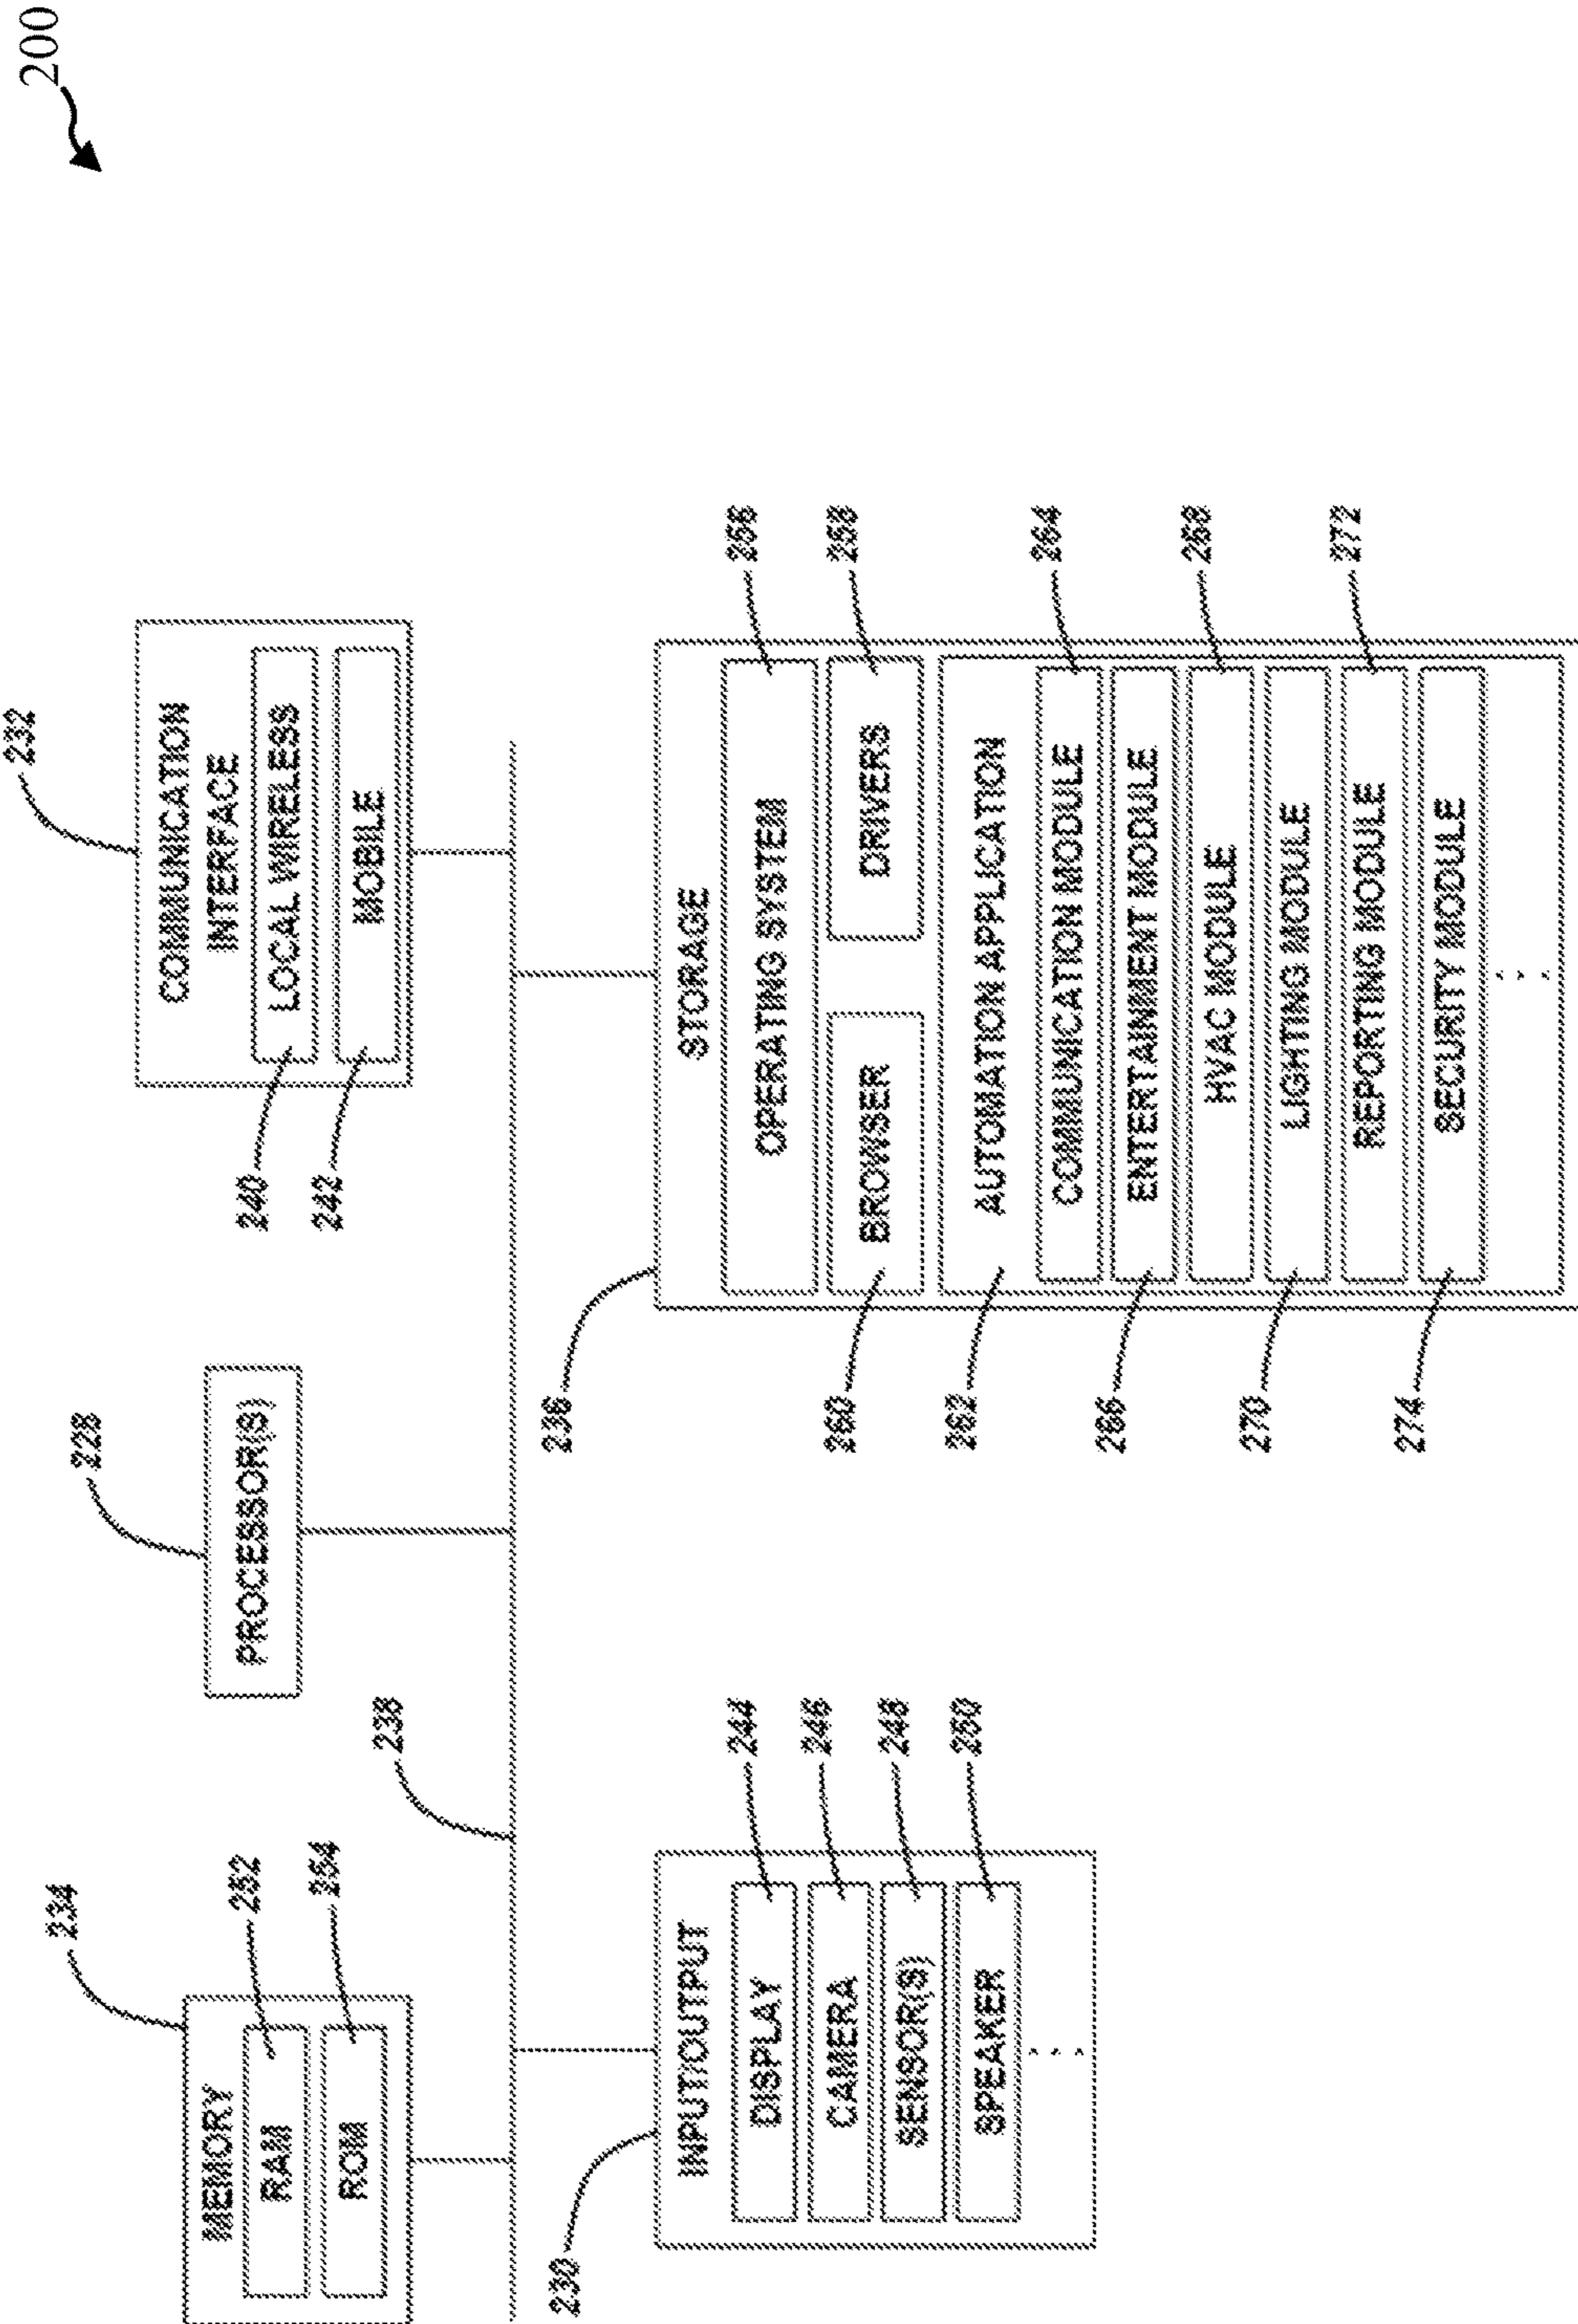 200
234
MEMORY
252
RAM
254
ROM
228
PROCESSOR(S)
232
COMMUNICATION
INTERFACE
240
LOCAL WIRELESS
242
MOBILE
238
230
INPUT/OUTPUT
DISPLAY
244
CAMERA
246
SENSOR(S)
248
SPEAKER
250
. . .
236
STORAGE
OPERATING SYSTEM
256
260
BROWSER
DRIVERS
258
262
AUTOMATION APPLICATION
COMMUNICATION MODULE
264
266
ENTERTAINMENT MODULE
HVAC MODULE
268
270
LIGHTING MODULE
REPORTING MODULE
272
274
SECURITY MODULE
. . .